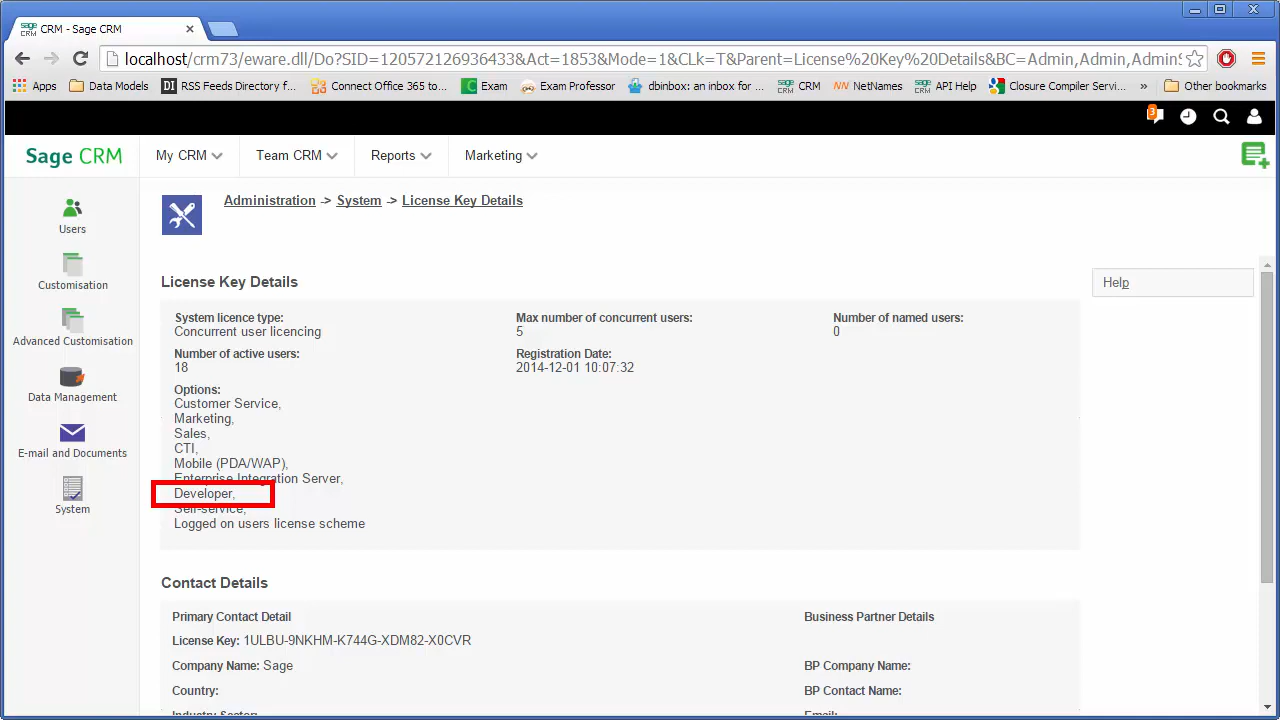 CRM - Sage CRM
localhost/crm73/eware.dll/Do?SID=120572126936433&Act=1853&Mode=1&CLk=T&Parent=License%20Key%20Details&BC=Admin,Admin,Admin
Apps Data Models RSS Feeds Directory f... Connect Office 365 to... Exam Exam Professor dbinbox: an inbox for ... CRM NetNames API Help Closure Compiler Servi... » Other bookmarks
3
Sage CRM My CRM Team CRM Reports Marketing
Administration -> System -> License Key Details
Users
Customisation
Advanced Customisation
Data Management
E-mail and Documents
System
License Key Details
Help
System licence type: Max number of concurrent users: Number of named users:
Concurrent user licencing 5 0
Number of active users: Registration Date:
18 2014-12-01 10:07:32
Options:
Customer Service,
Marketing,
Sales,
CTI,
Mobile (PDA/WAP),
Enterprise Integration Server,
Developer,
Self-service,
Logged on users license scheme
Contact Details
Primary Contact Detail Business Partner Details
License Key: 1ULBU-9NKHM-K744G-XDM82-X0CVR
Company Name: Sage BP Company Name:
Country: BP Contact Name:
Industry Sector: Email: